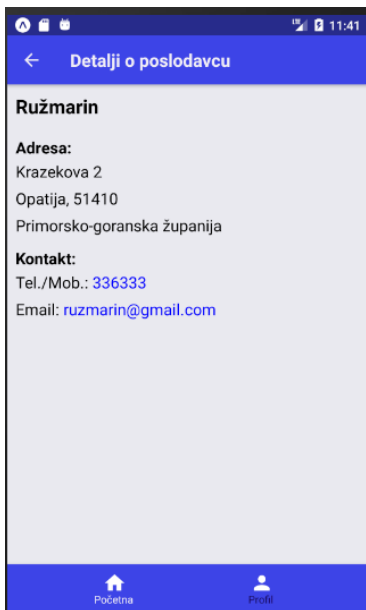 11:41
Detalji o poslodavcu
Ružmarin
Adresa:
Krazekova 2
Opatija, 51410
Primorsko-goranska županija
Kontakt:
Tel./Mob.: 336333
Email: ruzmarin@gmail.com
Početna
Profil